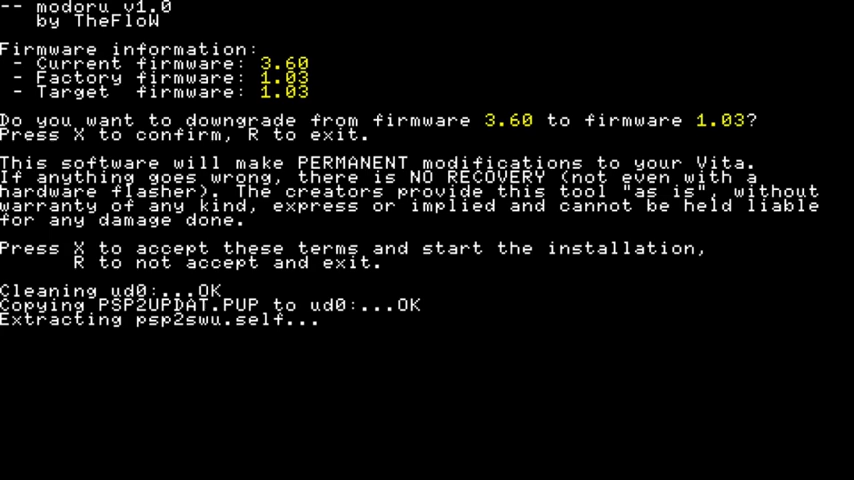 -- modoru v1.0
by TheFloW
Firmware information:
- Current firmware: 3.60
- Factory firmware: 1.03
- Target  firmware: 1.03
Do you want to downgrade from firmware 3.60 to firmware 1.03?
Press X to confirm, R to exit.
This software will make PERMANENT modifications to your Vita.
If anything goes wrong, there is NO RECOVERY (not even with a
hardware flasher). The creators provide this tool "as is", without
warranty of any kind, express or implied and cannot be held liable
for any damage done.
Press X to accept these terms and start the installation,
R to not accept and exit.
Cleaning ud0:...OK
Copying PSP2UPDAT.PUP to ud0:...OK
Extracting psp2swu.self...